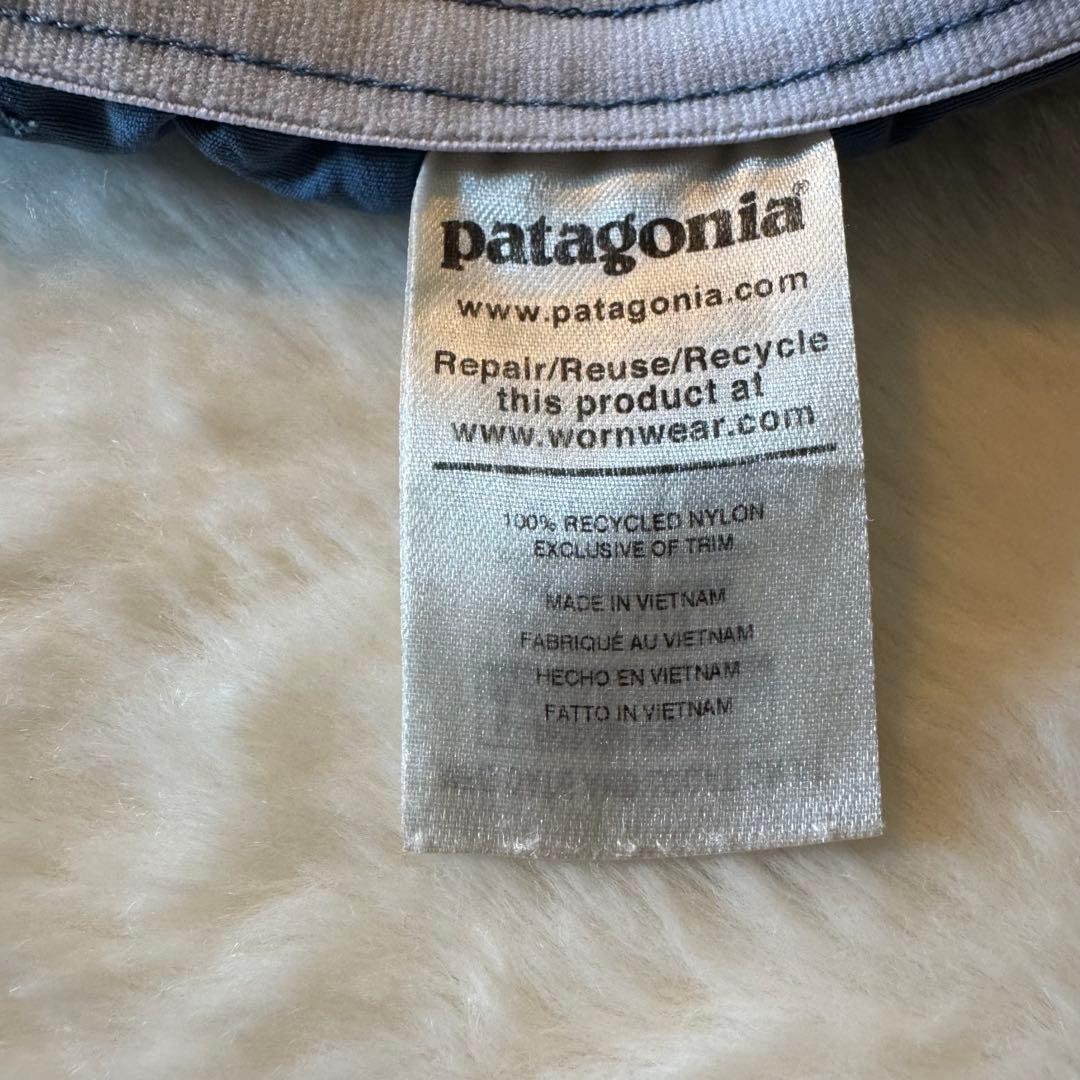 patagonia®
www.patagonia.com
Repair/Reuse/Recycle
this product at
www.wornwear.com
100% RECYCLED NYLON
EXCLUSIVE OF TRIM
MADE IN VIETNAM
FABRIQUÉ AU VIETNAM
HECHO EN VIETNAM
FATTO IN VIETNAM